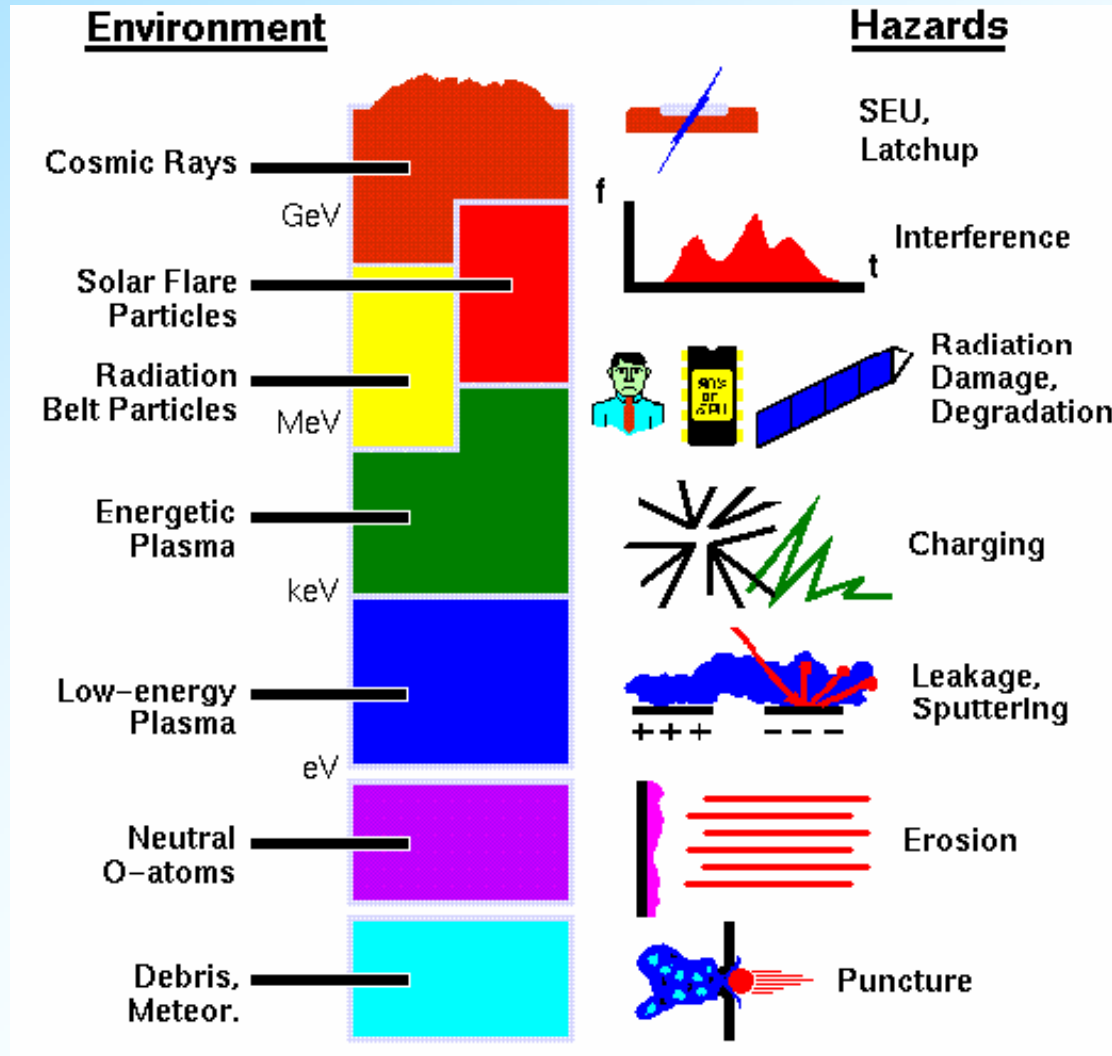 Environment
Hazards
Cosmic Rays
GeV
Solar Flare
Particles
Radiation
Belt Particles
MeV
Energetic
Plasma
keV
Low-energy
Plasma
eV
Neutral
O-atoms
Debris,
Meteor.
SEU,
Latchup
f
t
Interference
Radiation
Damage,
Degradation
Charging
+ + + - - -
Leakage,
Sputtering
Erosion
Puncture